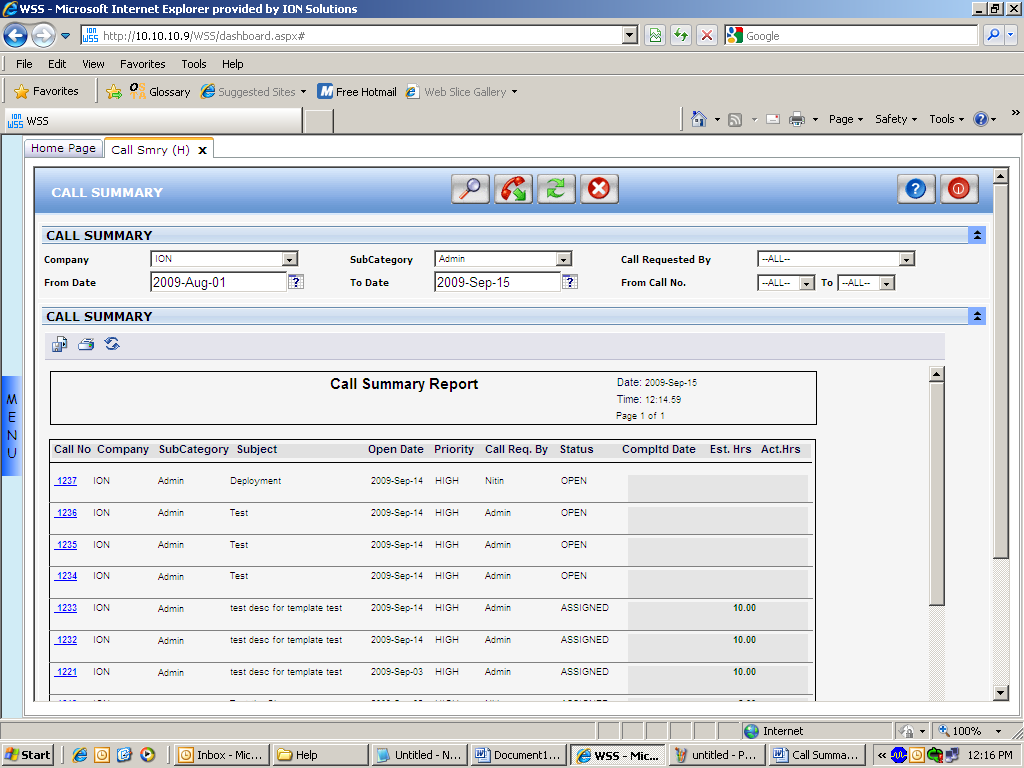 WSS - Microsoft Internet Explorer provided by ION Solutions
ION WSS http://10.10.10.9/WSS/dashboard.aspx# Google
File Edit View Favorites Tools Help
Favorites Glossary Suggested Sites Free Hotmail Web Slice Gallery
ION WSS WSS Page Safety Tools »
Home Page Call Smry (H) x
CALL SUMMARY
CALL SUMMARY
Company ION SubCategory Admin Call Requested By --ALL--
From Date 2009-Aug-01 ? To Date 2009-Sep-15 ? From Call No. --ALL-- To --ALL--
CALL SUMMARY
MENU
Call Summary Report
Date: 2009-Sep-15
Time: 12:14.59
Page 1 of 1
Call No Company SubCategory Subject Open Date Priority Call Req. By Status Compltd Date Est. Hrs Act.Hrs
1237 ION Admin Deployment 2009-Sep-14 HIGH Nitin OPEN
1236 ION Admin Test 2009-Sep-14 HIGH Admin OPEN
1235 ION Admin Test 2009-Sep-14 HIGH Admin OPEN
1234 ION Admin Test 2009-Sep-14 HIGH Admin OPEN
1233 ION Admin test desc for template test 2009-Sep-14 HIGH Admin ASSIGNED 10.00
1232 ION Admin test desc for template test 2009-Sep-14 HIGH Admin ASSIGNED 10.00
1221 ION Admin test desc for template test 2009-Sep-03 HIGH Admin ASSIGNED 10.00
Internet 100%
Start Inbox - Mic... Help Untitled - N... Document1... WSS - Mic... untitled - P... Call Summa... « 12:16 PM